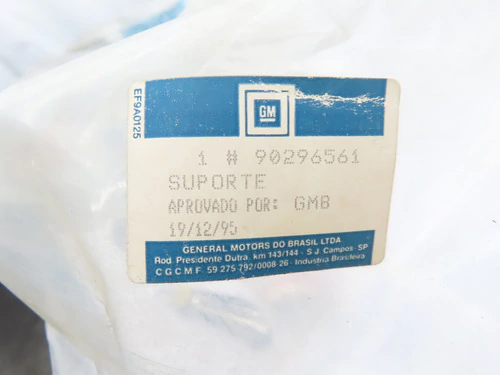 EF9A0125
GM
1 # 90296561
SUPORTE
APROVADO POR: GMB
19/12/95
GENERAL MOTORS DO BRASIL LTDA.
Rod. Presidente Dutra, km 143/144 - S.J. Campos-SP
C G C M F 59 275 792/0008-26 - Indústria Brasileira